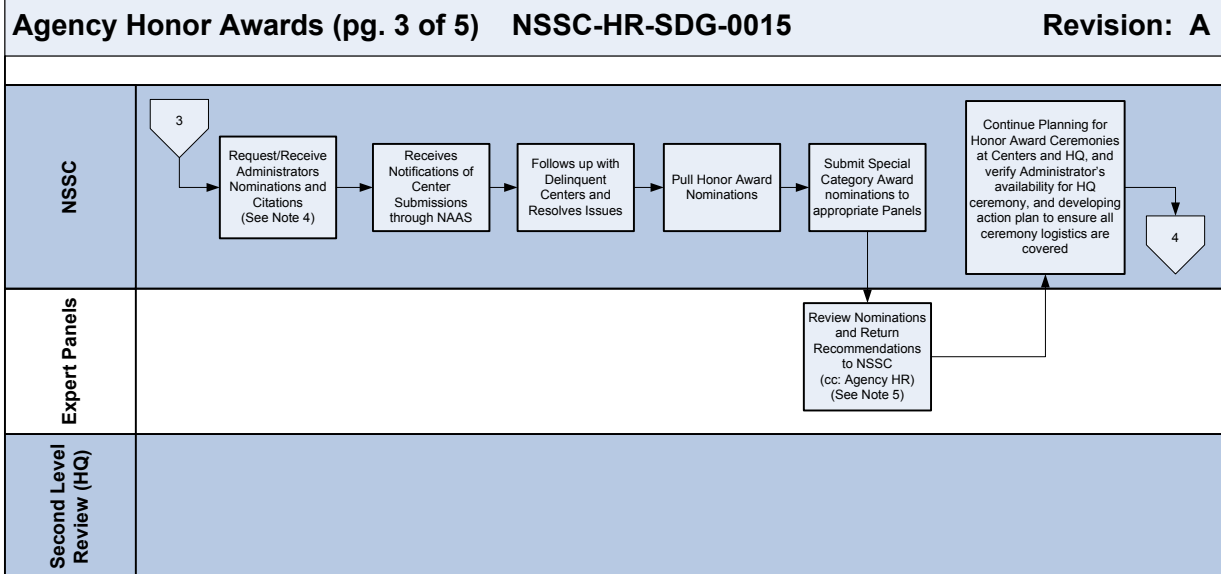 Agency Honor Awards (pg. 3 of 5) NSSC-HR-SDG-0015 Revision: A
NSSC
3
Request/Receive
Administrators
Nominations and
Citations
(See Note 4)
Receives
Notifications of
Center
Submissions
through NAAS
Follows up with
Delinquent
Centers and
Resolves Issues
Pull Honor Award
Nominations
Submit Special
Category Award
nominations to
appropriate Panels
Continue Planning for
Honor Award Ceremonies
at Centers and HQ, and
verify Administrator’s
availability for HQ
ceremony, and developing
action plan to ensure all
ceremony logistics are
covered
4
Expert Panels
Review Nominations
and Return
Recommendations
to NSSC
(cc: Agency HR)
(See Note 5)
Second Level
Review (HQ)